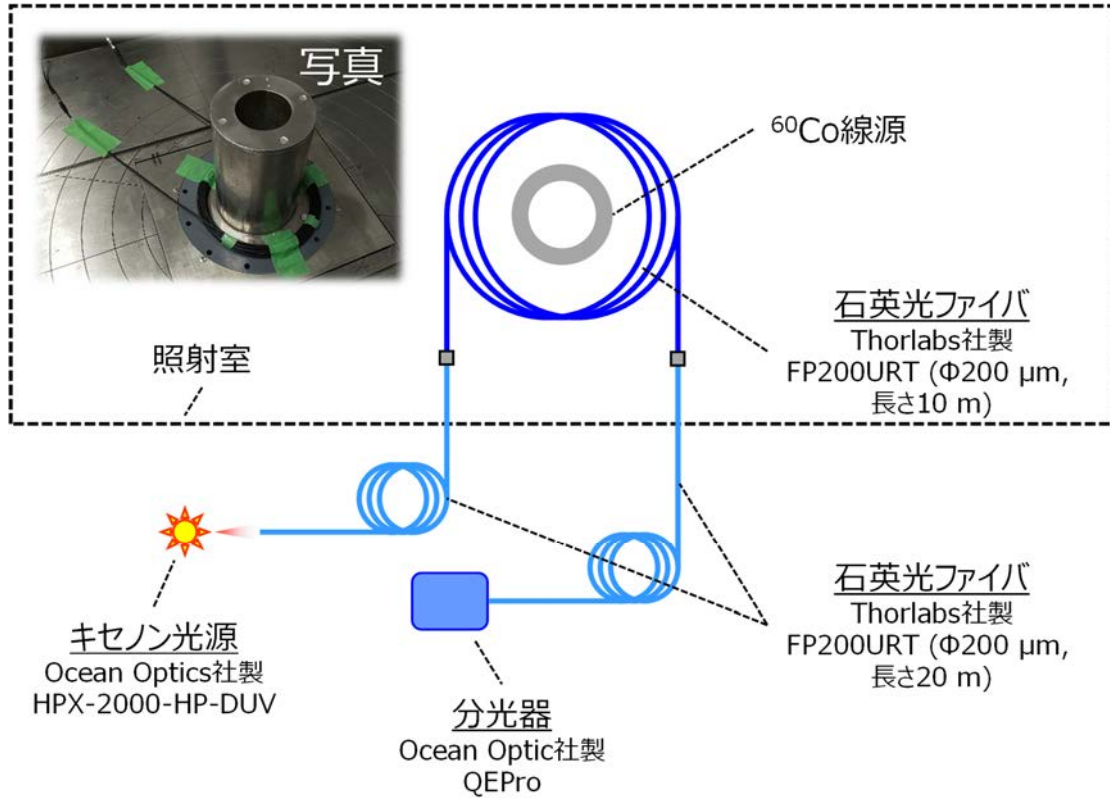 写真
⁶⁰Co線源
石英光ファイバ
Thorlabs社製
FP200URT (Φ200 μm,
長さ10 m)
照射室
キセノン光源
Ocean Optics社製
HPX-2000-HP-DUV
分光器
Ocean Optic社製
QEPro
石英光ファイバ
Thorlabs社製
FP200URT (Φ200 μm,
長さ20 m)